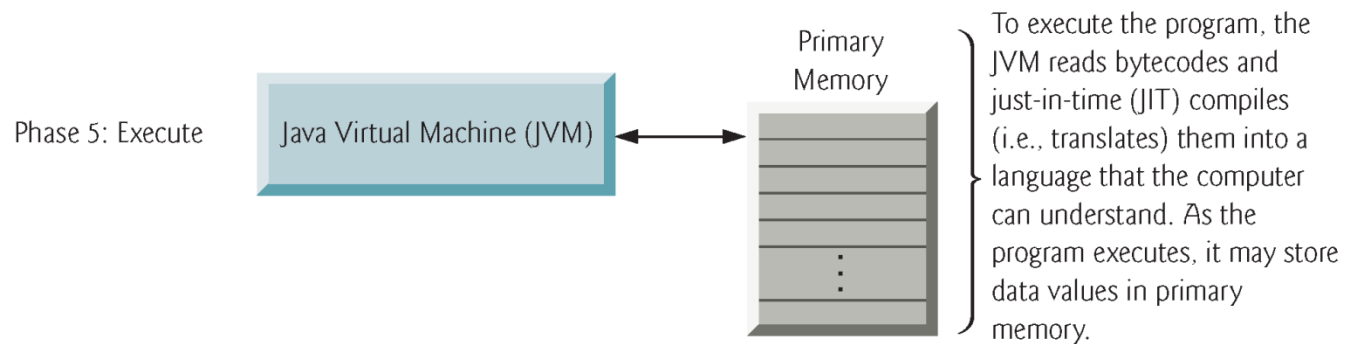 Phase 5: Execute
Java Virtual Machine (JVM)
Primary
Memory
To execute the program, the
JVM reads bytecodes and
just-in-time (JIT) compiles
(i.e., translates) them into a
language that the computer
can understand. As the
program executes, it may store
data values in primary
memory.